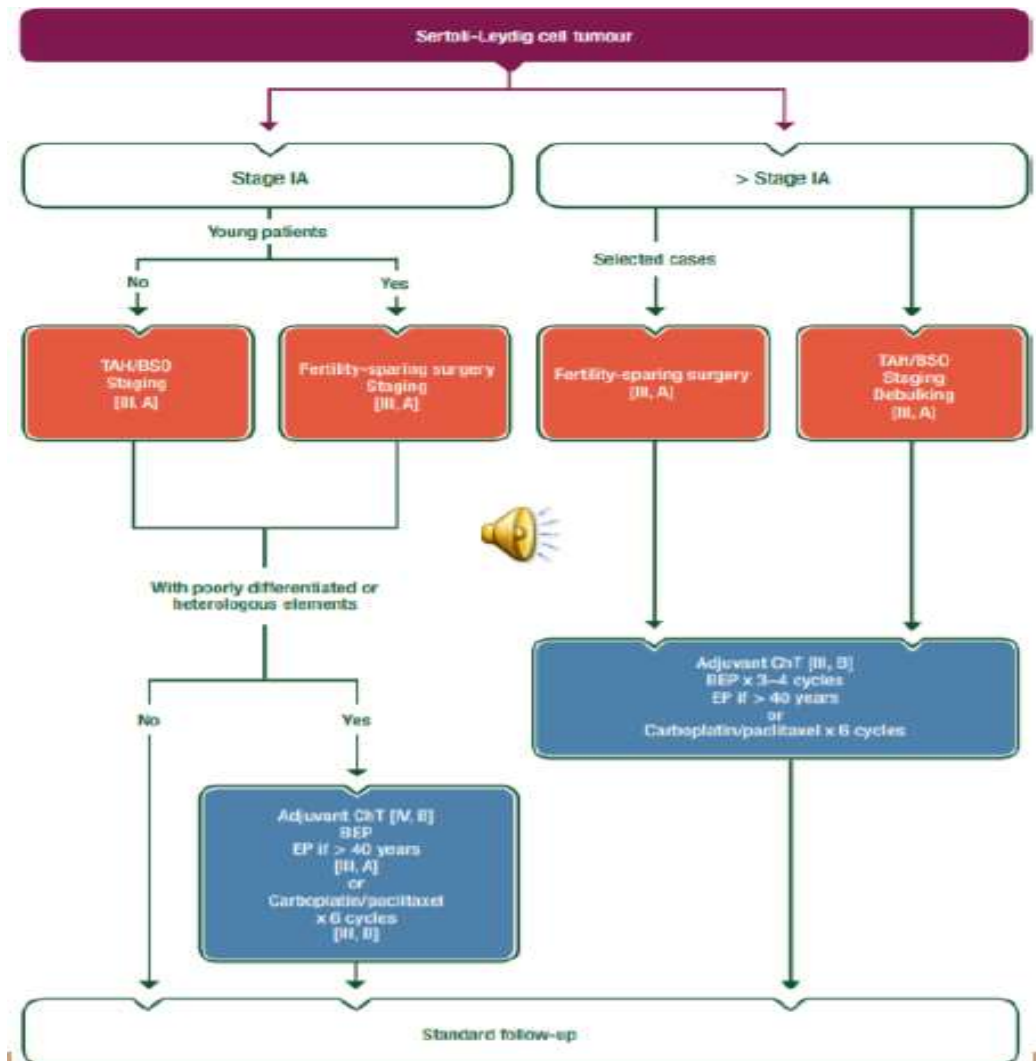 Sertoli-Leydig cell tumour
Stage IA
> Stage IA
Young patients
Selected cases
No
Yes
TAH/BSO
Staging
[III, A]
Fertility-sparing surgery
Staging
[III, A]
Fertility-sparing surgery
[III, A]
TAH/BSO
Staging
Debulking
[III, A]
With poorly differentiated or
heterologous elements
No
Yes
Adjuvant ChT [III, B]
BEP x 3–4 cycles
EP if > 40 years
or
Carboplatin/paclitaxel x 6 cycles
Adjuvant ChT [IV, B]
BEP
EP if > 40 years
[III, A]
or
Carboplatin/paclitaxel
x 6 cycles
[III, B]
Standard follow-up